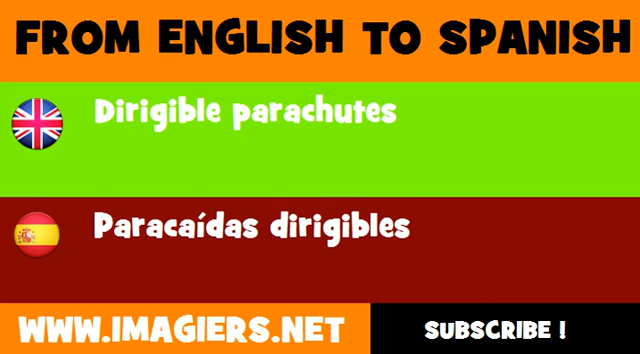 FROM ENGLISH TO SPANISH
Dirigible parachutes
Paracaídas dirigibles
WWW.IMAGIERS.NET
SUBSCRIBE !